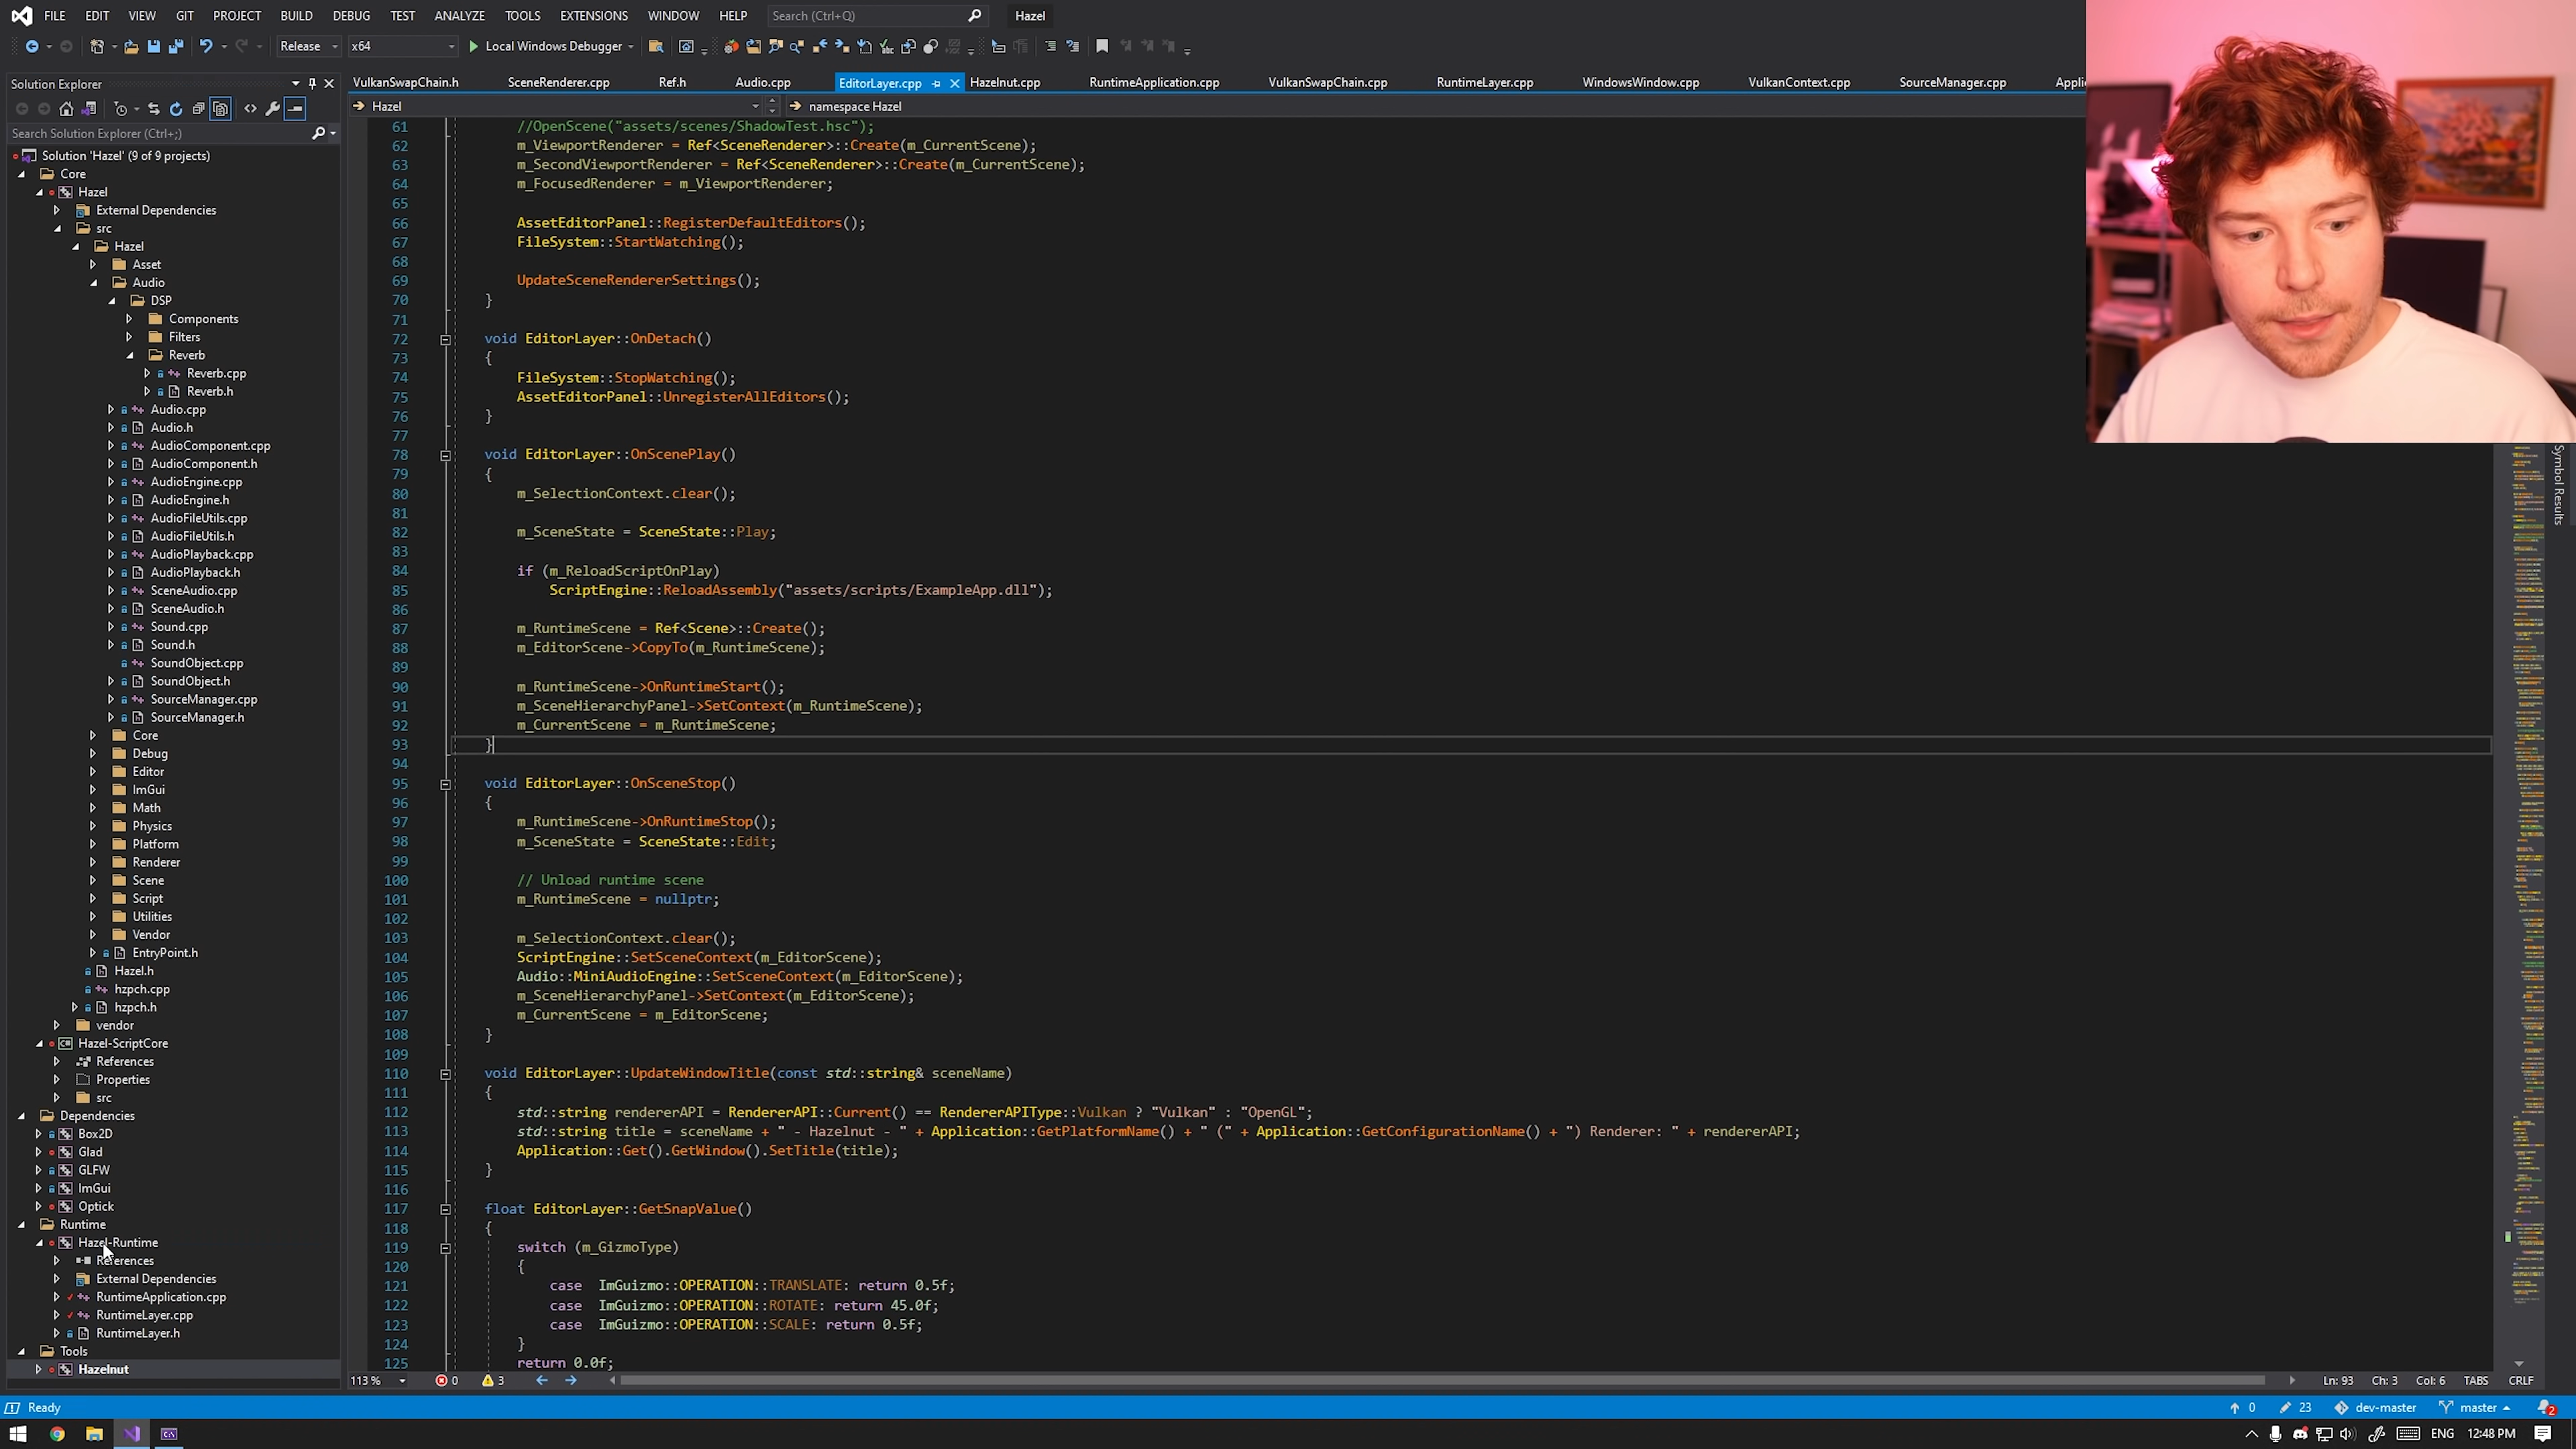 FILE EDIT VIEW GIT PROJECT BUILD DEBUG TEST ANALYZE TOOLS EXTENSIONS WINDOW HELP Search (Ctrl+Q) Hazel
Release x64 Local Windows Debugger
Solution Explorer
Search Solution Explorer (Ctrl+;)
Solution 'Hazel' (9 of 9 projects)
Core
Hazel
External Dependencies
src
Hazel
Asset
Audio
DSP
Components
Filters
Reverb
Reverb.cpp
Reverb.h
Audio.cpp
Audio.h
AudioComponent.cpp
AudioComponent.h
AudioEngine.cpp
AudioEngine.h
AudioFileUtils.cpp
AudioFileUtils.h
AudioPlayback.cpp
AudioPlayback.h
SceneAudio.cpp
SceneAudio.h
Sound.cpp
Sound.h
SoundObject.cpp
SoundObject.h
SourceManager.cpp
SourceManager.h
Core
Debug
Editor
ImGui
Math
Physics
Platform
Renderer
Scene
Script
Utilities
Vendor
EntryPoint.h
Hazel.h
hzpch.cpp
hzpch.h
vendor
Hazel-ScriptCore
References
Properties
src
Dependencies
Box2D
Glad
GLFW
ImGui
Optick
Runtime
Hazel-Runtime
References
External Dependencies
RuntimeApplication.cpp
RuntimeLayer.cpp
RuntimeLayer.h
Tools
Hazelnut
VulkanSwapChain.h SceneRenderer.cpp Ref.h Audio.cpp EditorLayer.cpp Hazelnut.cpp RuntimeApplication.cpp VulkanSwapChain.cpp RuntimeLayer.cpp WindowsWindow.cpp VulkanContext.cpp SourceManager.cpp Appli
Hazel namespace Hazel
61 //OpenScene("assets/scenes/ShadowTest.hsc");
62 m_ViewportRenderer = Ref<SceneRenderer>::Create(m_CurrentScene);
63 m_SecondViewportRenderer = Ref<SceneRenderer>::Create(m_CurrentScene);
64 m_FocusedRenderer = m_ViewportRenderer;
65
66 AssetEditorPanel::RegisterDefaultEditors();
67 FileSystem::StartWatching();
68
69 UpdateSceneRendererSettings();
70 }
71
72 void EditorLayer::OnDetach()
73 {
74 FileSystem::StopWatching();
75 AssetEditorPanel::UnregisterAllEditors();
76 }
77
78 void EditorLayer::OnScenePlay()
79 {
80 m_SelectionContext.clear();
81
82 m_SceneState = SceneState::Play;
83
84 if (m_ReloadScriptOnPlay)
85 ScriptEngine::ReloadAssembly("assets/scripts/ExampleApp.dll");
86
87 m_RuntimeScene = Ref<Scene>::Create();
88 m_EditorScene->CopyTo(m_RuntimeScene);
89
90 m_RuntimeScene->OnRuntimeStart();
91 m_SceneHierarchyPanel->SetContext(m_RuntimeScene);
92 m_CurrentScene = m_RuntimeScene;
93 }
94
95 void EditorLayer::OnSceneStop()
96 {
97 m_RuntimeScene->OnRuntimeStop();
98 m_SceneState = SceneState::Edit;
99
100 // Unload runtime scene
101 m_RuntimeScene = nullptr;
102
103 m_SelectionContext.clear();
104 ScriptEngine::SetSceneContext(m_EditorScene);
105 Audio::MiniAudioEngine::SetSceneContext(m_EditorScene);
106 m_SceneHierarchyPanel->SetContext(m_EditorScene);
107 m_CurrentScene = m_EditorScene;
108 }
109
110 void EditorLayer::UpdateWindowTitle(const std::string& sceneName)
111 {
112 std::string rendererAPI = RendererAPI::Current() == RendererAPIType::Vulkan ? "Vulkan" : "OpenGL";
113 std::string title = sceneName + " - Hazelnut - " + Application::GetPlatformName() + " (" + Application::GetConfigurationName() + ") Renderer: " + rendererAPI;
114 Application::Get().GetWindow().SetTitle(title);
115 }
116
117 float EditorLayer::GetSnapValue()
118 {
119 switch (m_GizmoType)
120 {
121 case ImGuizmo::OPERATION::TRANSLATE: return 0.5f;
122 case ImGuizmo::OPERATION::ROTATE: return 45.0f;
123 case ImGuizmo::OPERATION::SCALE: return 0.5f;
124 }
125 return 0.0f;
Symbol Results
113 % 0 3 Ln: 93 Ch: 3 Col: 6 TABS CRLF
Ready 0 23 dev-master master 2
ENG 12:48 PM